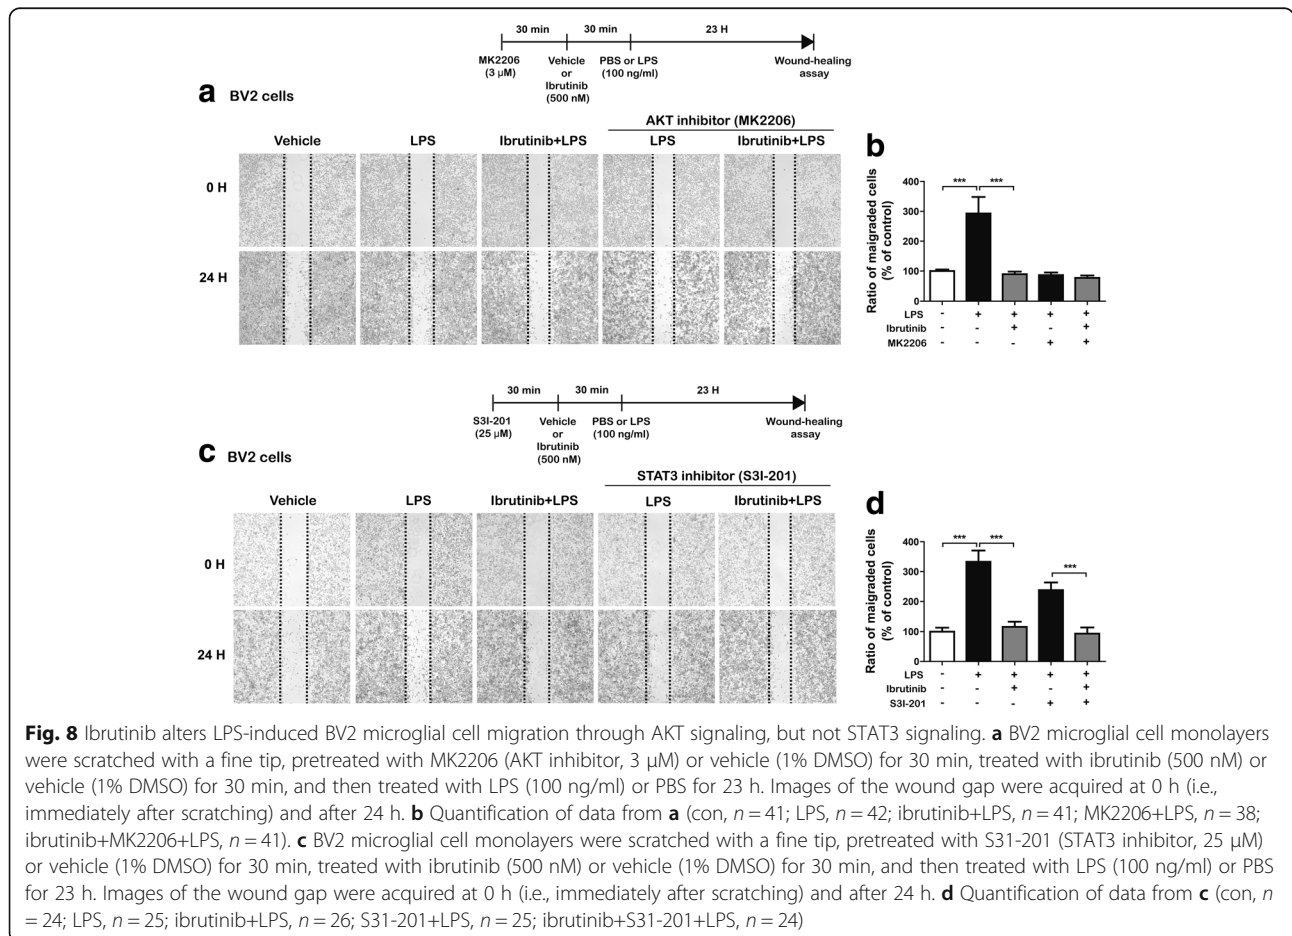 30 min 30 min 23 H
MK2206 Vehicle PBS or LPS Wound-healing
(3 µM) or (100 ng/ml) assay
Ibrutinib
(500 nM)
a BV2 cells
AKT inhibitor (MK2206)
Vehicle LPS Ibrutinib+LPS LPS Ibrutinib+LPS
0 H
24 H
b
Ratio of maigraded cells
(% of control)
400
300
200
100
0
*** ***
LPS - + + + +
Ibrutinib - - + - +
MK2206 - - - + +
30 min 30 min 23 H
S3I-201 Vehicle PBS or LPS Wound-healing
(25 µM) or (100 ng/ml) assay
Ibrutinib
(500 nM)
c BV2 cells
STAT3 inhibitor (S3I-201)
Vehicle LPS Ibrutinib+LPS LPS Ibrutinib+LPS
0 H
24 H
d
Ratio of maigraded cells
(% of control)
400
300
200
100
0
*** *** ***
LPS - + + + +
Ibrutinib - - + - +
S3I-201 - - - + +
Fig. 8 Ibrutinib alters LPS-induced BV2 microglial cell migration through AKT signaling, but not STAT3 signaling. a BV2 microglial cell monolayers
were scratched with a fine tip, pretreated with MK2206 (AKT inhibitor, 3 µM) or vehicle (1% DMSO) for 30 min, treated with ibrutinib (500 nM) or
vehicle (1% DMSO) for 30 min, and then treated with LPS (100 ng/ml) or PBS for 23 h. Images of the wound gap were acquired at 0 h (i.e.,
immediately after scratching) and after 24 h. b Quantification of data from a (con, n = 41; LPS, n = 42; ibrutinib+LPS, n = 41; MK2206+LPS, n = 38;
ibrutinib+MK2206+LPS, n = 41). c BV2 microglial cell monolayers were scratched with a fine tip, pretreated with S31-201 (STAT3 inhibitor, 25 µM)
or vehicle (1% DMSO) for 30 min, treated with ibrutinib (500 nM) or vehicle (1% DMSO) for 30 min, and then treated with LPS (100 ng/ml) or PBS
for 23 h. Images of the wound gap were acquired at 0 h (i.e., immediately after scratching) and after 24 h. d Quantification of data from c (con, n
= 24; LPS, n = 25; ibrutinib+LPS, n = 26; S31-201+LPS, n = 25; ibrutinib+S31-201+LPS, n = 24)